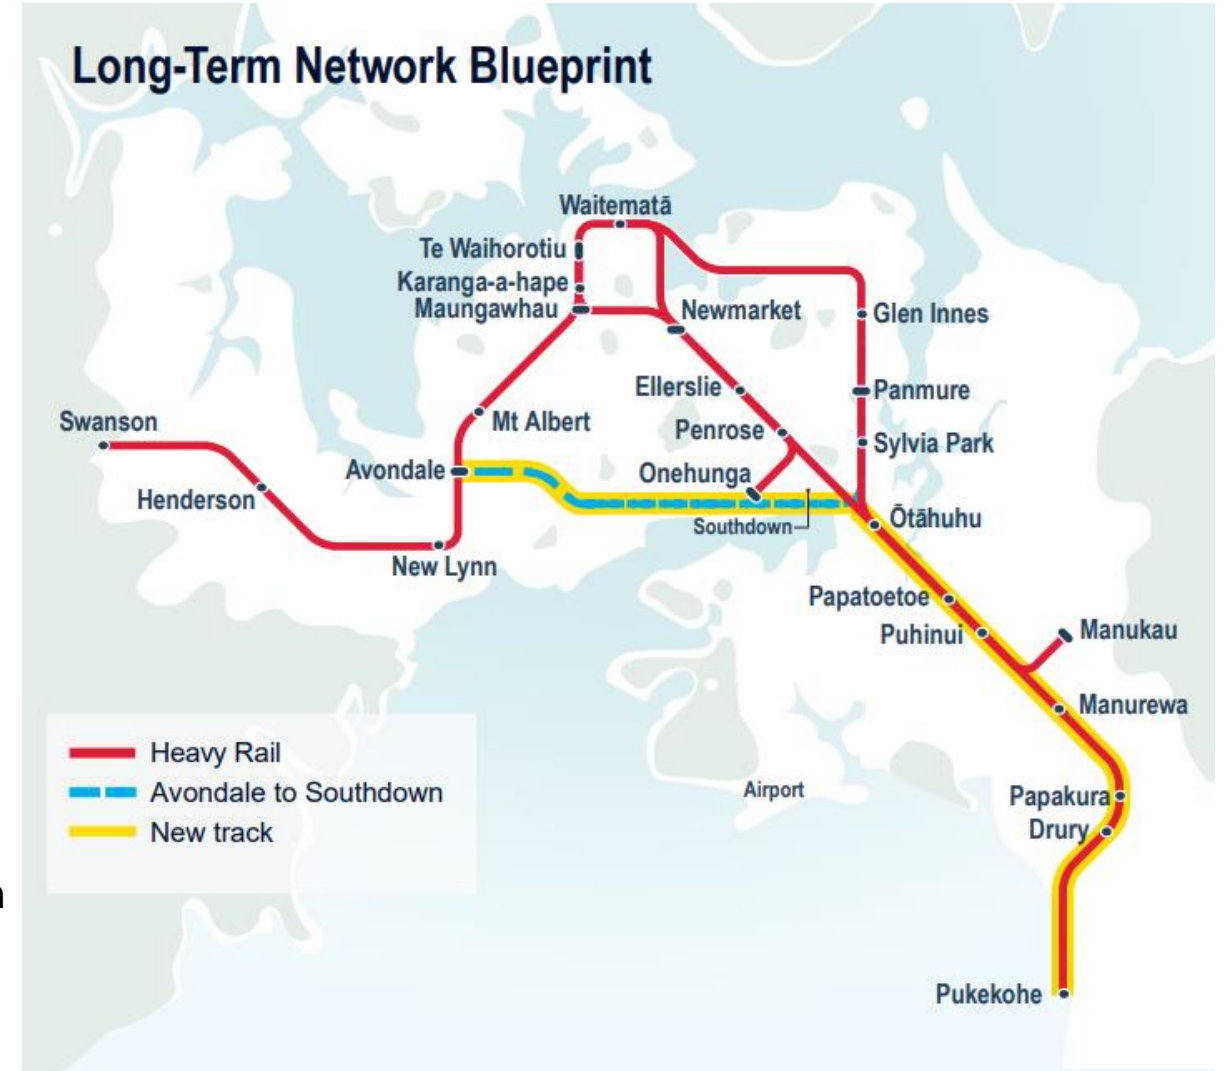 Long-Term Network Blueprint
Waitematā
Te Waihorotiu
Karanga-a-hape
Maungawhau
Newmarket
Glen Innes
Ellerslie
Panmure
Swanson
Mt Albert
Penrose
Sylvia Park
Avondale
Onehunga
Henderson
Southdown
Ōtāhuhu
New Lynn
Papatoetoe
Puhinui
Manukau
Manurewa
Heavy Rail
Avondale to Southdown
New track
Airport
Papakura
Drury
Pukekohe